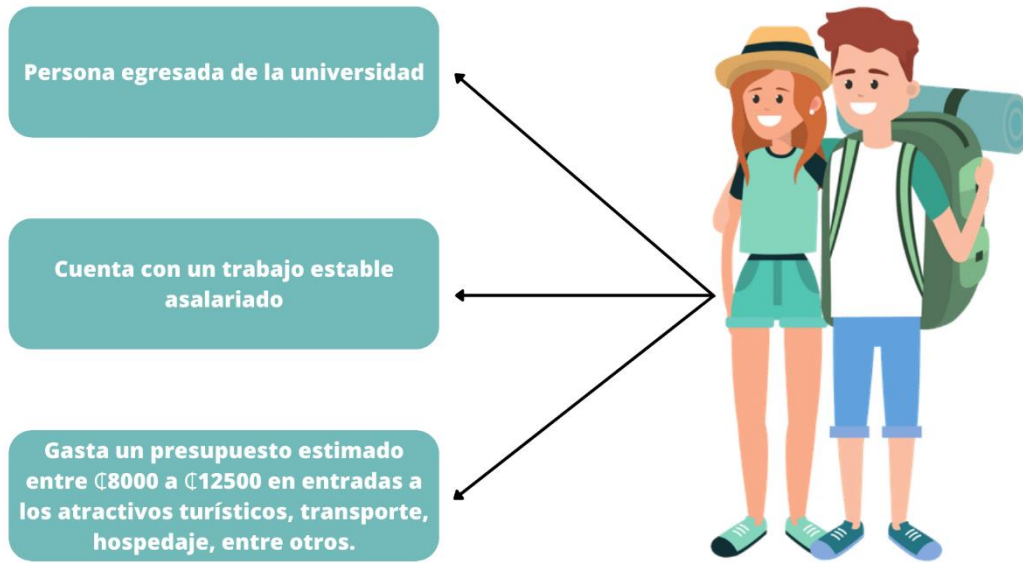 Persona egresada de la universidad
Cuenta con un trabajo estable
asalariado
Gasta un presupuesto estimado
entre ₡8000 a ₡12500 en entradas a
los atractivos turísticos, transporte,
hospedaje, entre otros.